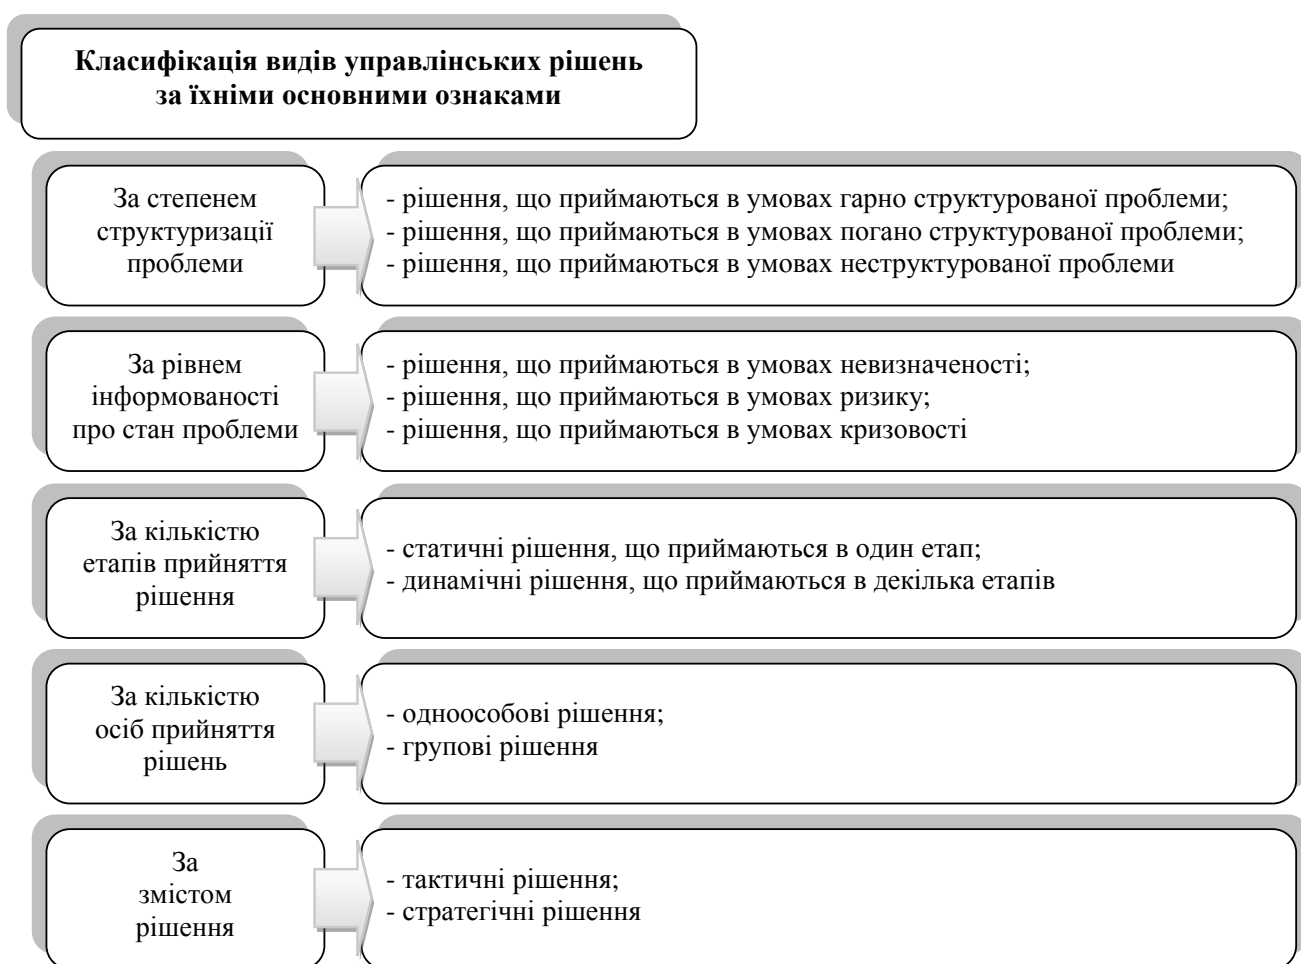 Класифікація видів управлінських рішень
за їхніми основними ознаками
За степенем
структуризації
проблеми
- рішення, що приймаються в умовах гарно структурованої проблеми;
- рішення, що приймаються в умовах погано структурованої проблеми;
- рішення, що приймаються в умовах неструктурованої проблеми
За рівнем
інформованості
про стан проблеми
- рішення, що приймаються в умовах невизначеності;
- рішення, що приймаються в умовах ризику;
- рішення, що приймаються в умовах кризовості
За кількістю
етапів прийняття
рішення
- статичні рішення, що приймаються в один етап;
- динамічні рішення, що приймаються в декілька етапів
За кількістю
осіб прийняття
рішень
- одноособові рішення;
- групові рішення
За
змістом
рішення
- тактичні рішення;
- стратегічні рішення